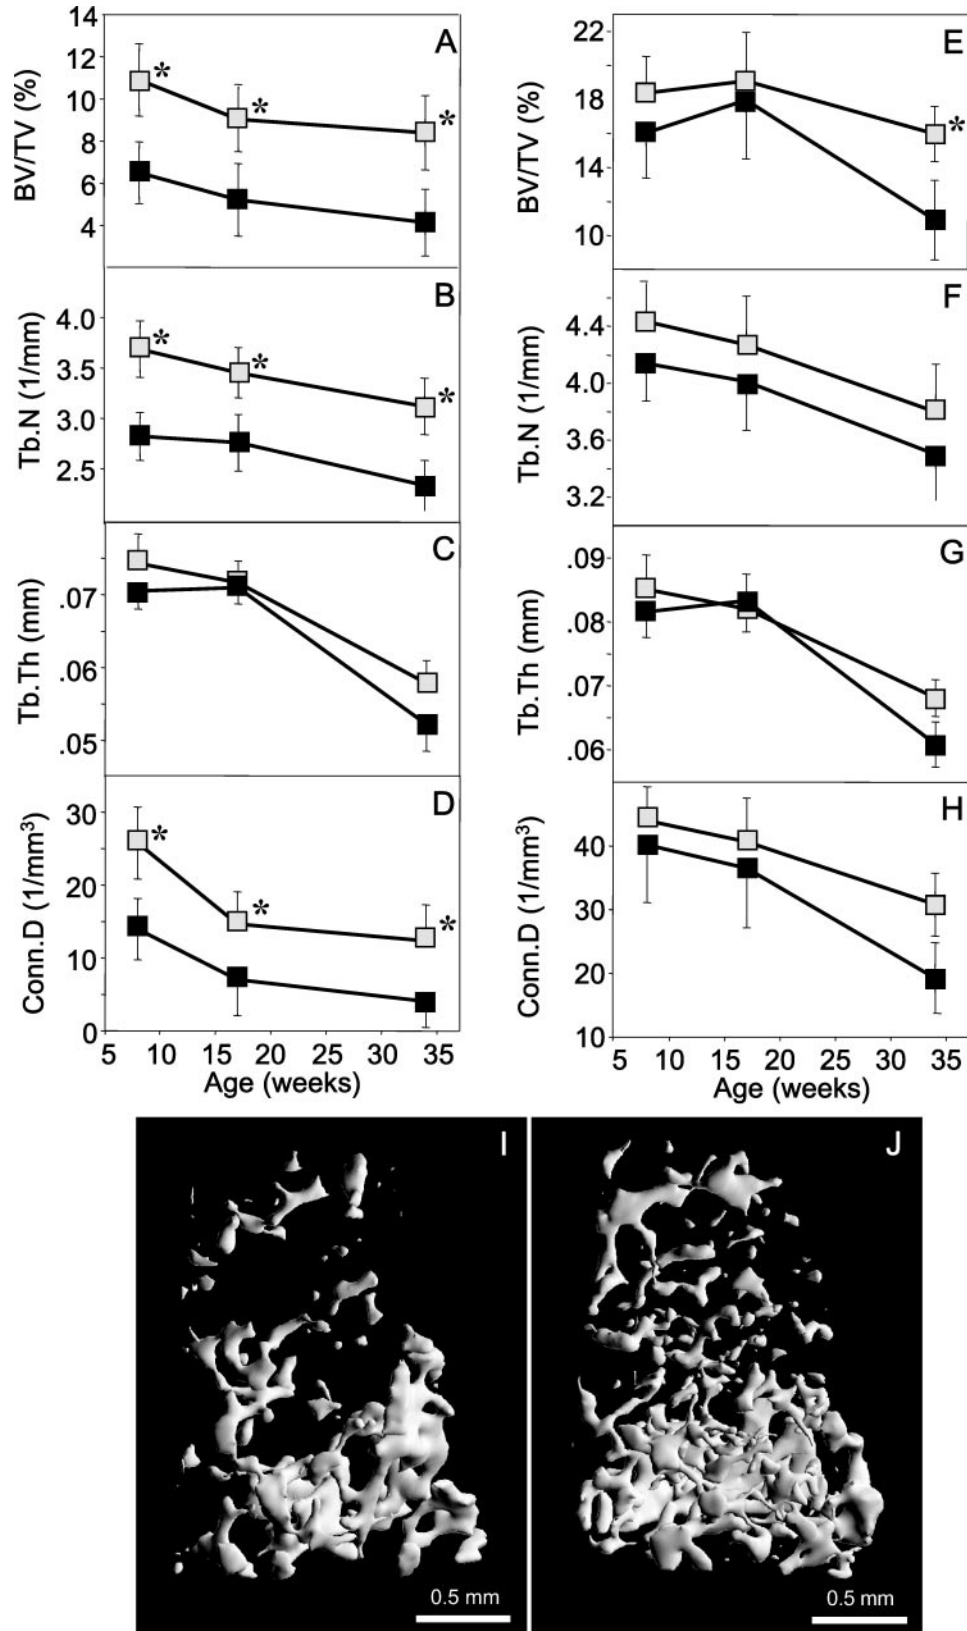 A
BV/TV (%)
14
12
10
8
6
4
*
*
*
B
Tb.N (1/mm)
4.0
3.5
3.0
2.5
*
*
*
C
Tb.Th (mm)
.07
.06
.05
D
Conn.D (1/mm³)
30
20
10
0
*
*
*
5 10 15 20 25 30 35
Age (weeks)
E
BV/TV (%)
22
18
14
10
*
F
Tb.N (1/mm)
4.4
4.0
3.6
3.2
G
Tb.Th (mm)
.09
.08
.07
.06
H
Conn.D (1/mm³)
40
30
20
10
5 10 15 20 25 30 35
Age (weeks)
I
0.5 mm
J
0.5 mm